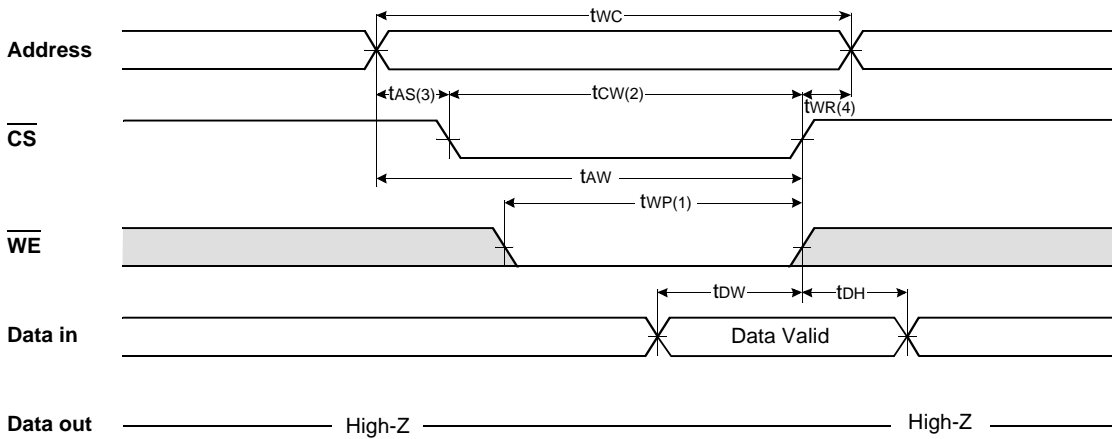 tWC
Address
tAS(3) tCW(2) tWR(4)
CS
tAW
tWP(1)
WE
tDW tDH
Data in Data Valid
Data out High-Z High-Z